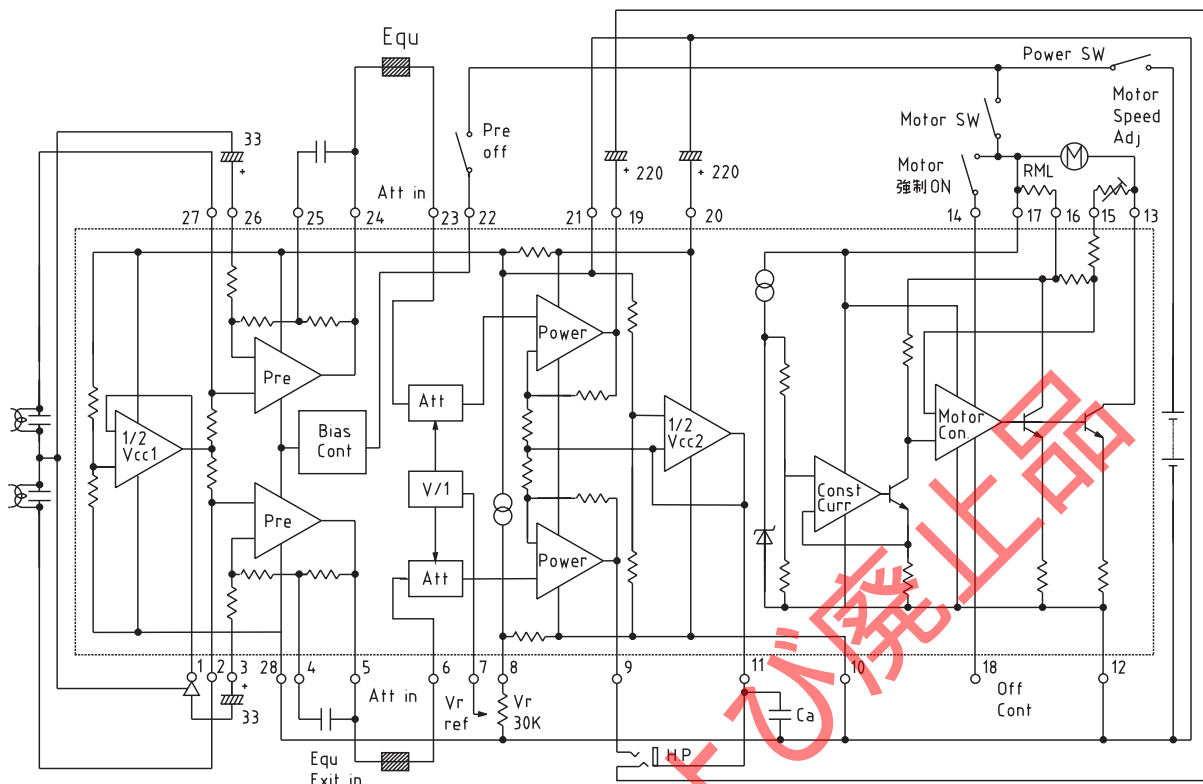 Equ
Power SW
Motor
Speed
Adj
Motor SW
33
+
Pre
off
Motor
強制ON
M
RML
+ 220
+ 220
Att in
27
26
25
24
23
22
21
19
20
14
17
16
15
13
Pre
Power
Att
1/2
Vcc1
Bias
Cont
1/2
Vcc2
Motor
Con.
V/1
Const
Curr
Pre
Power
Att
1
2
3
28
4
5
6
7
8
9
11
10
18
12
+
33
Att in
Vr
ref
Vr
30K
Off
Cont
Ca
Equ
Exit in
HP
び廃止品